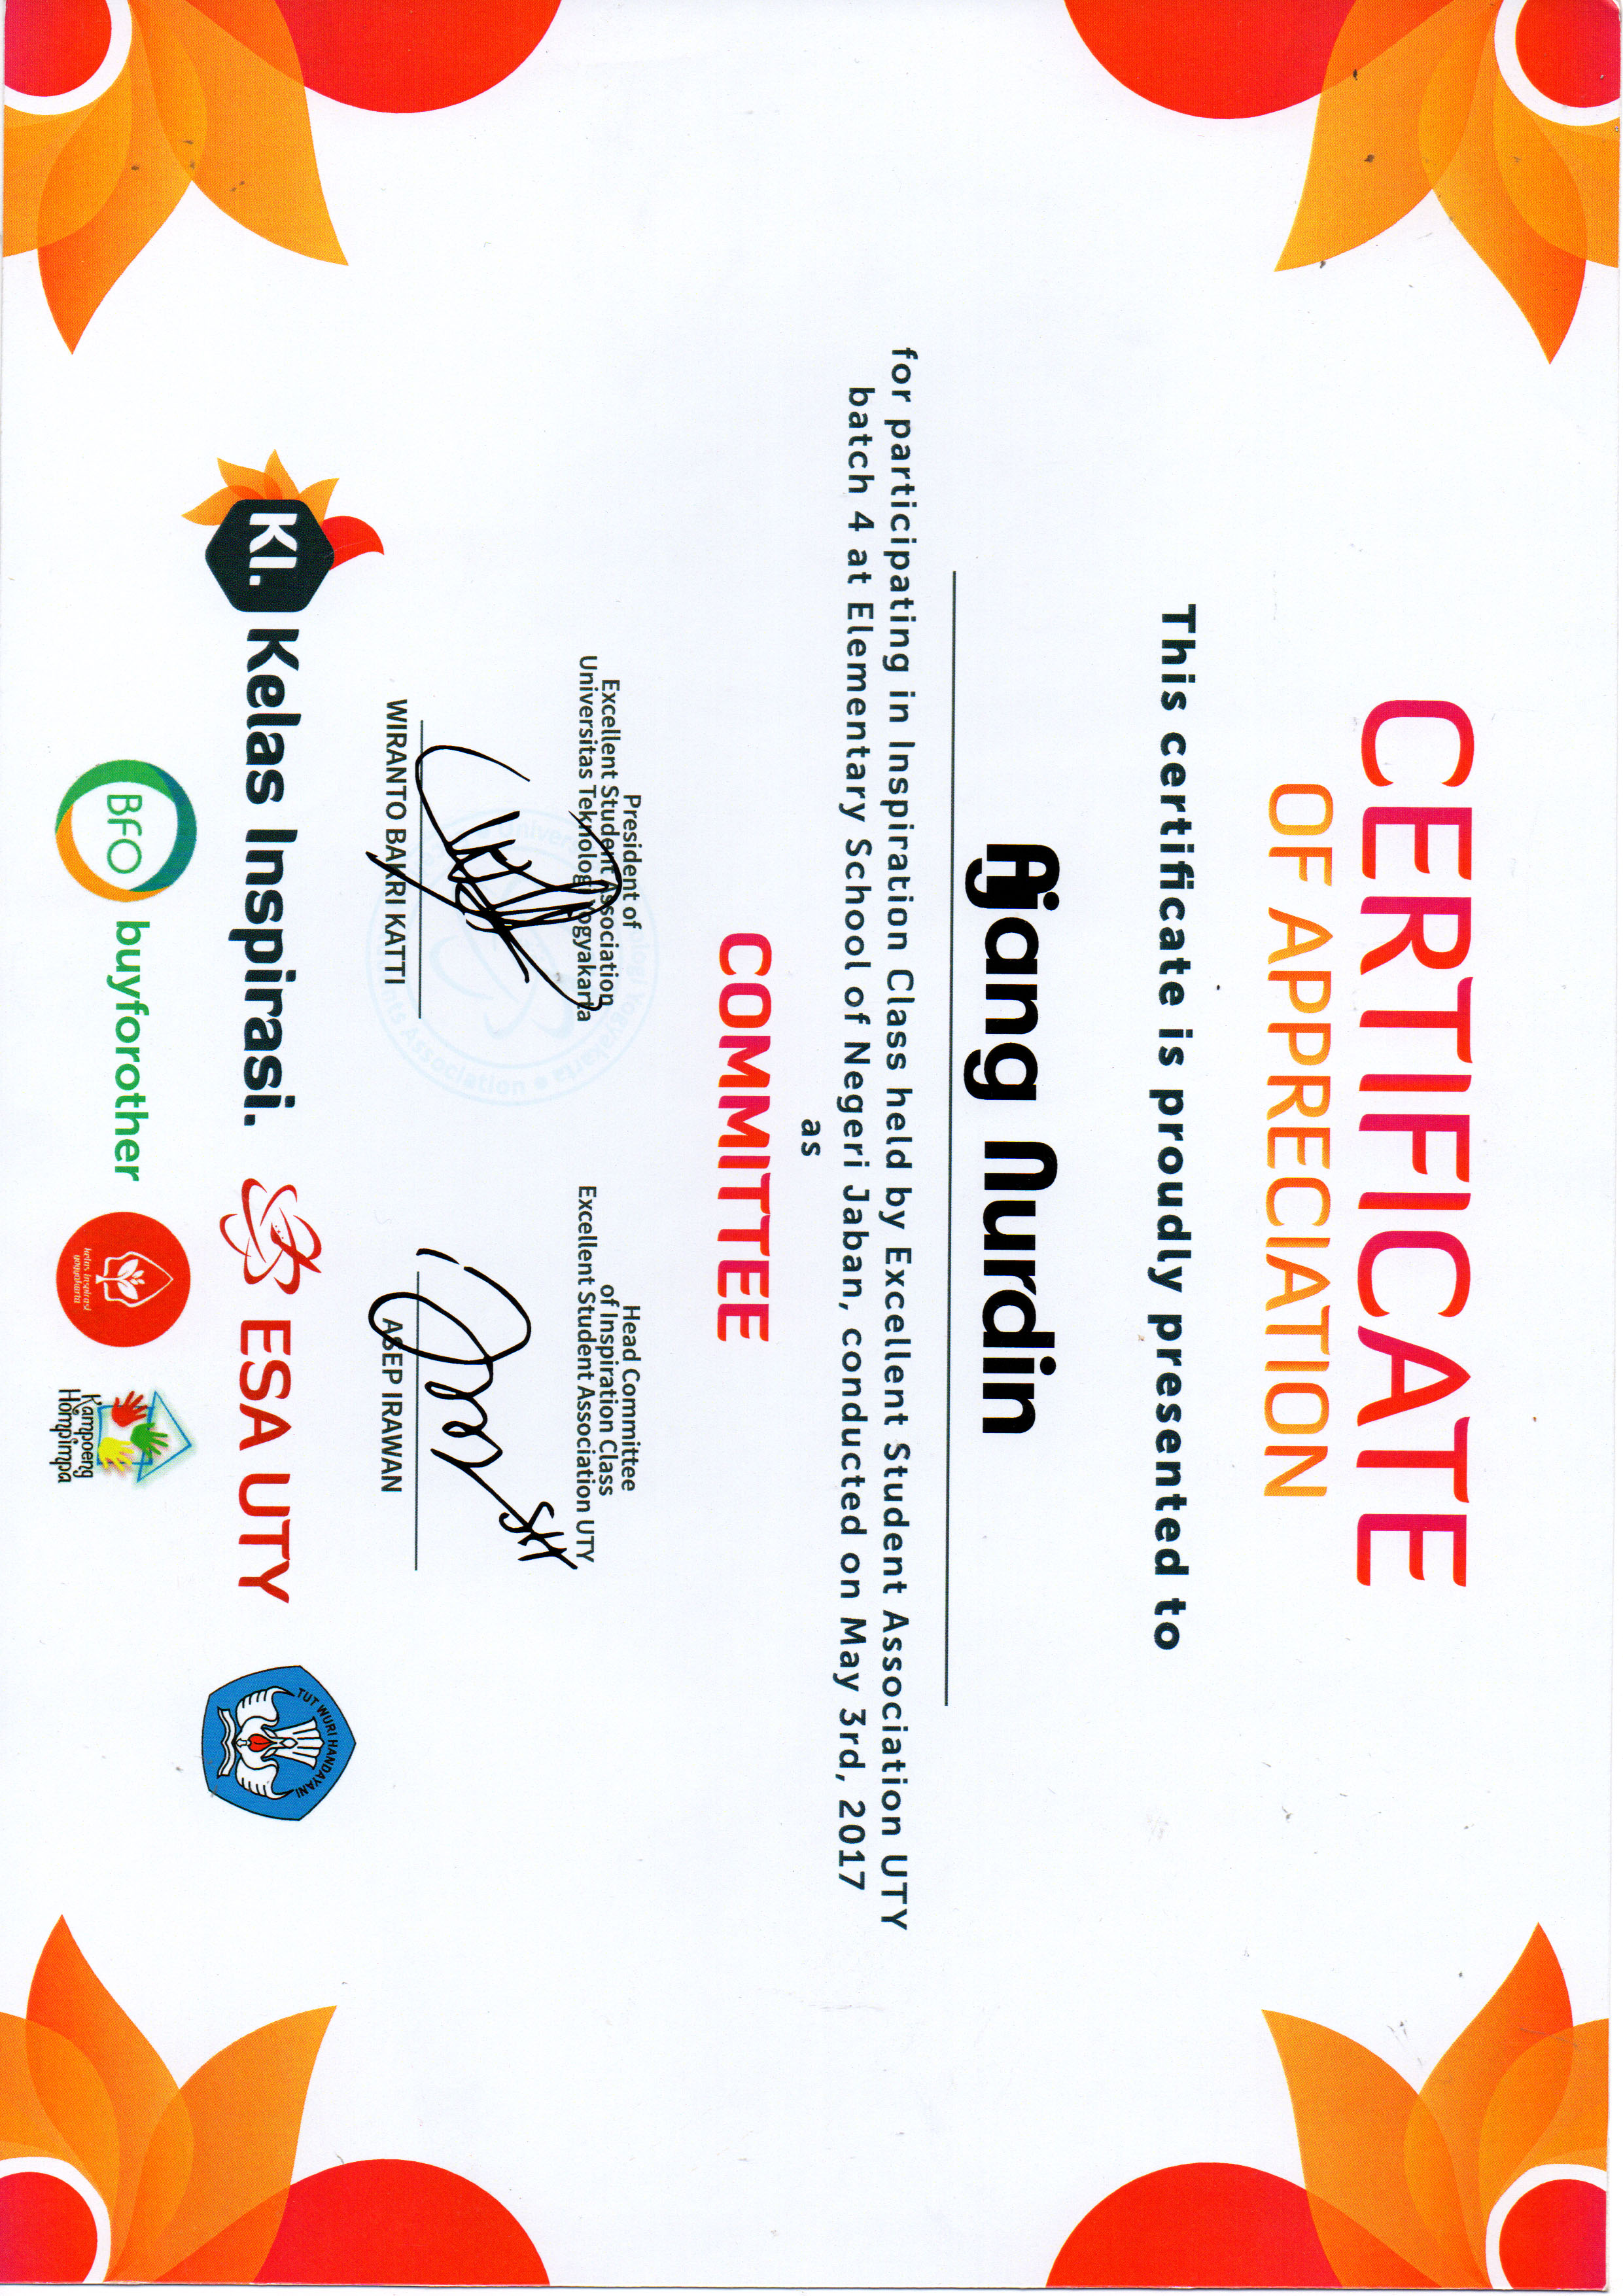 CERTIFICATE
OF APPRECIATION
This certificate is proudly presented to
Ajang Nurdin
for participating in Inspiration Class held by Excellent Student Association UTY
batch 4 at Elementary School of Negeri Jaban, conducted on May 3rd, 2017
as
COMMITTEE
President of
Excellent Student Association
Universitas Teknologi Yogyakarta
WIRANTO BAKRI KATTI
Head Committee
of Inspiration Class
Excellent Student Association UTY
ASEP IRAWAN
KI. Kelas Inspirasi.
ESA UTY
TUT WURI HANDAYANI
BFO buyforother
kelas inspirasi
yogyakarta
Kampoeng
Hompimpa